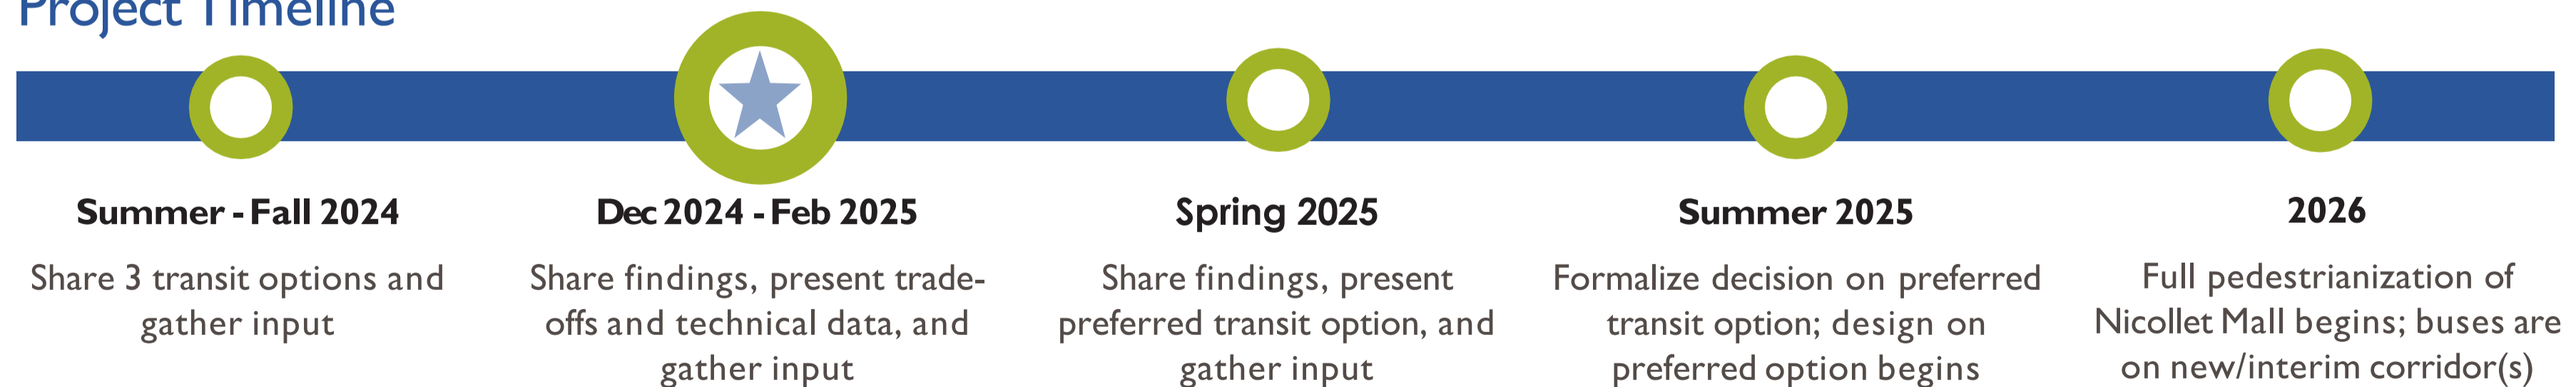 Project Timeline
Summer - Fall 2024
Share 3 transit options and
gather input
Dec 2024 - Feb 2025
Share findings, present trade-
offs and technical data, and
gather input
Spring 2025
Share findings, present
preferred transit option, and
gather input
Summer 2025
Formalize decision on preferred
transit option; design on
preferred option begins
2026
Full pedestrianization of
Nicollet Mall begins; buses are
on new/interim corridor(s)